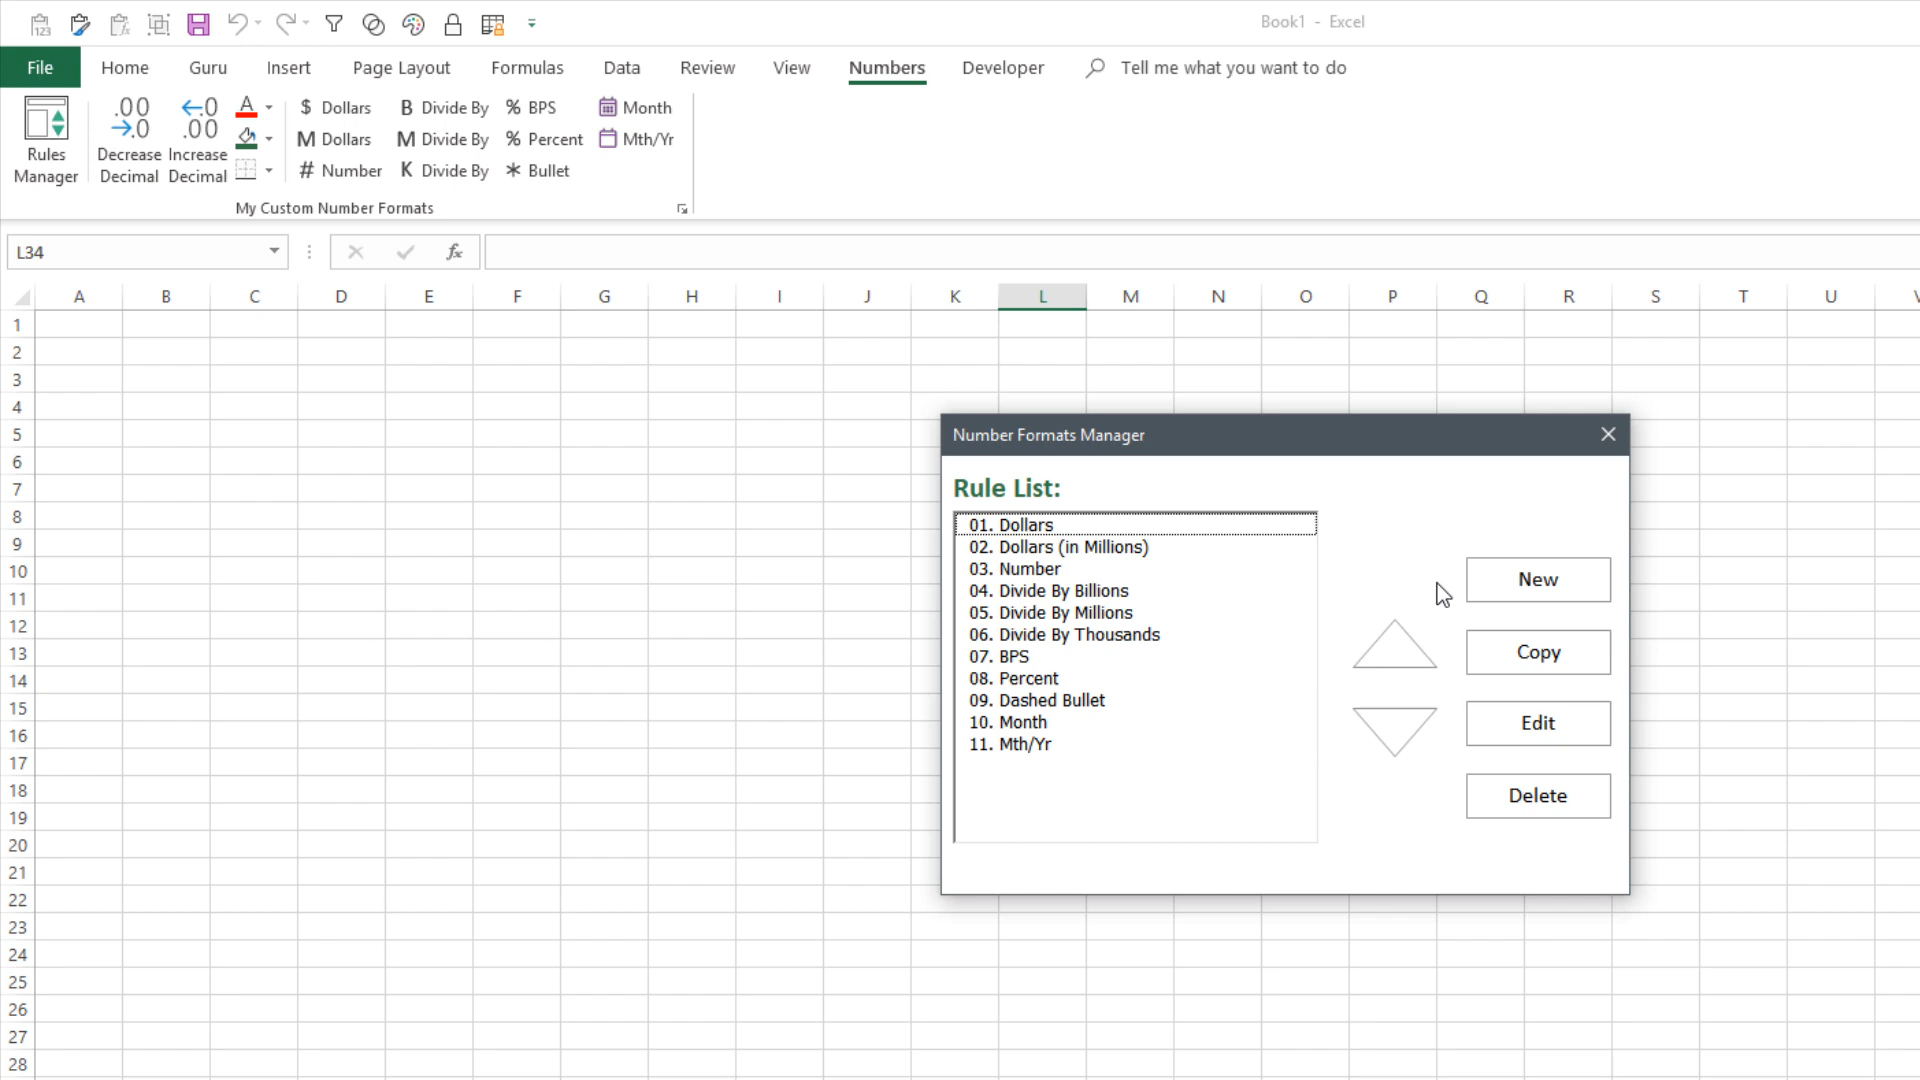 Book1 - Excel
File Home Guru Insert Page Layout Formulas Data Review View Numbers Developer Tell me what you want to do
Rules Manager
.00 →.0 Decrease Decimal
←.0 .00 Increase Decimal
A
$ Dollars B Divide By % BPS Month
M Dollars M Divide By % Percent Mth/Yr
# Number K Divide By * Bullet
My Custom Number Formats
L34 fx
A B C D E F G H I J K L M N O P Q R S T U
1
2
3
4
5
6
7
8
9
10
11
12
13
14
15
16
17
18
19
20
21
22
23
24
25
26
27
28
Number Formats Manager
Rule List:
01. Dollars
02. Dollars (in Millions)
03. Number
04. Divide By Billions
05. Divide By Millions
06. Divide By Thousands
07. BPS
08. Percent
09. Dashed Bullet
10. Month
11. Mth/Yr
New
Copy
Edit
Delete